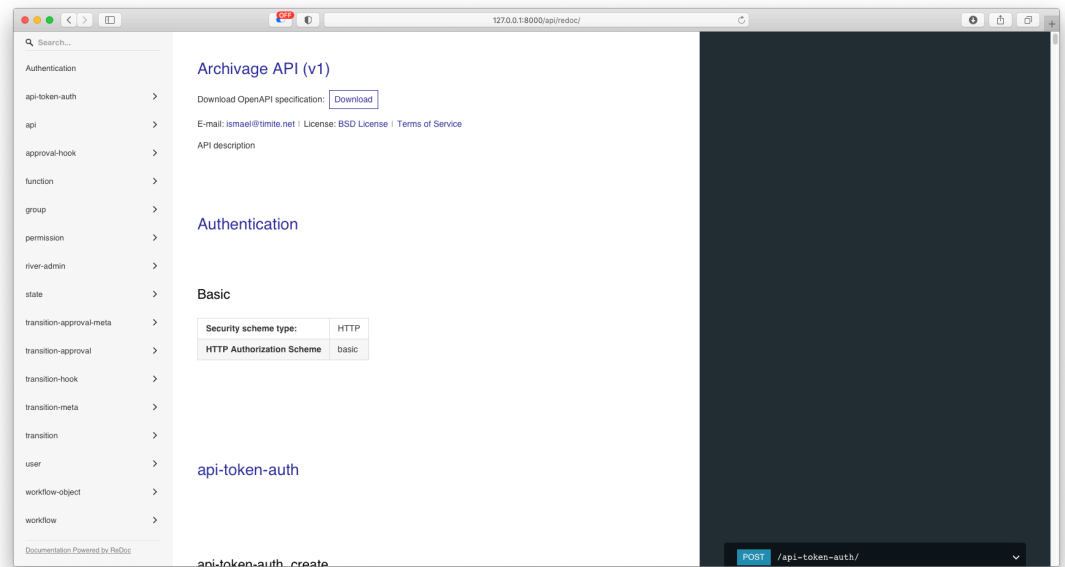 OFF
127.0.0.1:8000/api/redoc/
Search...
Authentication
api-token-auth
api
approval-hook
function
group
permission
river-admin
state
transition-approval-meta
transition-approval
transition-hook
transition-meta
transition
user
workflow-object
workflow
Documentation Powered by ReDoc
Archivage API (v1)
Download OpenAPI specification: Download
E-mail: ismael@timite.net | License: BSD License | Terms of Service
API description
Authentication
Basic
Security scheme type: HTTP
HTTP Authorization Scheme basic
api-token-auth
api-token-auth_create
POST /api-token-auth/